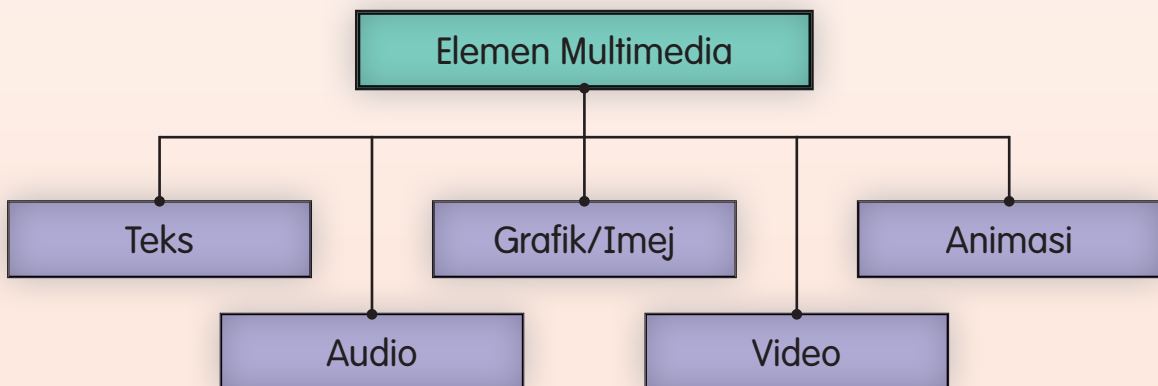 Elemen Multimedia
Teks
Grafik/Imej
Animasi
Audio
Video